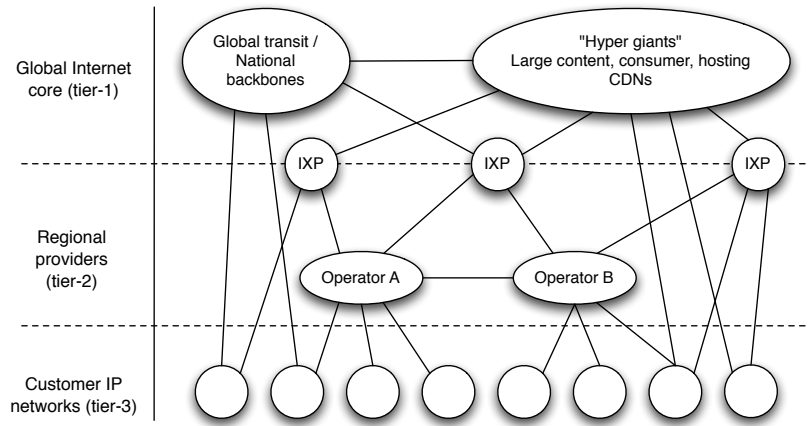 Global Internet
core (tier-1)
Global transit /
National
backbones
"Hyper giants"
Large content, consumer, hosting
CDNs
IXP
IXP
IXP
Regional
providers
(tier-2)
Operator A
Operator B
Customer IP
networks (tier-3)